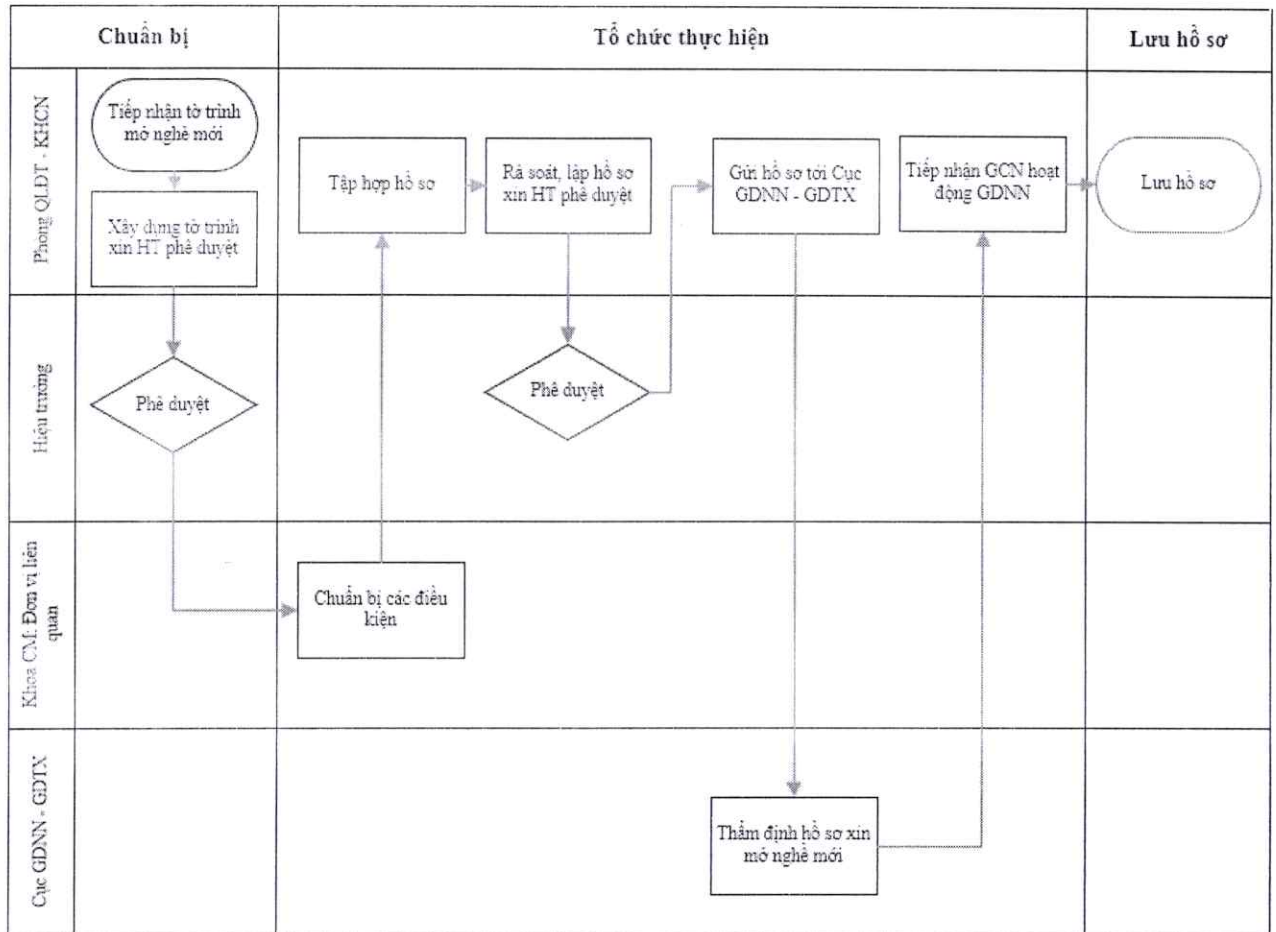 Chuẩn bị
Tổ chức thực hiện
Lưu hồ sơ
Phòng QLĐT - KHCN
Tiếp nhận tờ trình
mở nghề mới
Xây dựng tờ trình
xin HT phê duyệt
Tập hợp hồ sơ
Rà soát, lập hồ sơ
xin HT phê duyệt
Gửi hồ sơ tới Cục
GDNN - GDTX
Tiếp nhận GCN hoạt
động GDNN
Lưu hồ sơ
Hiệu trưởng
Phê duyệt
Phê duyệt
Khoa CM: Đơn vị liên
quan
Chuẩn bị các điều
kiện
Cục GDNN - GDTX
Thẩm định hồ sơ xin
mở nghề mới